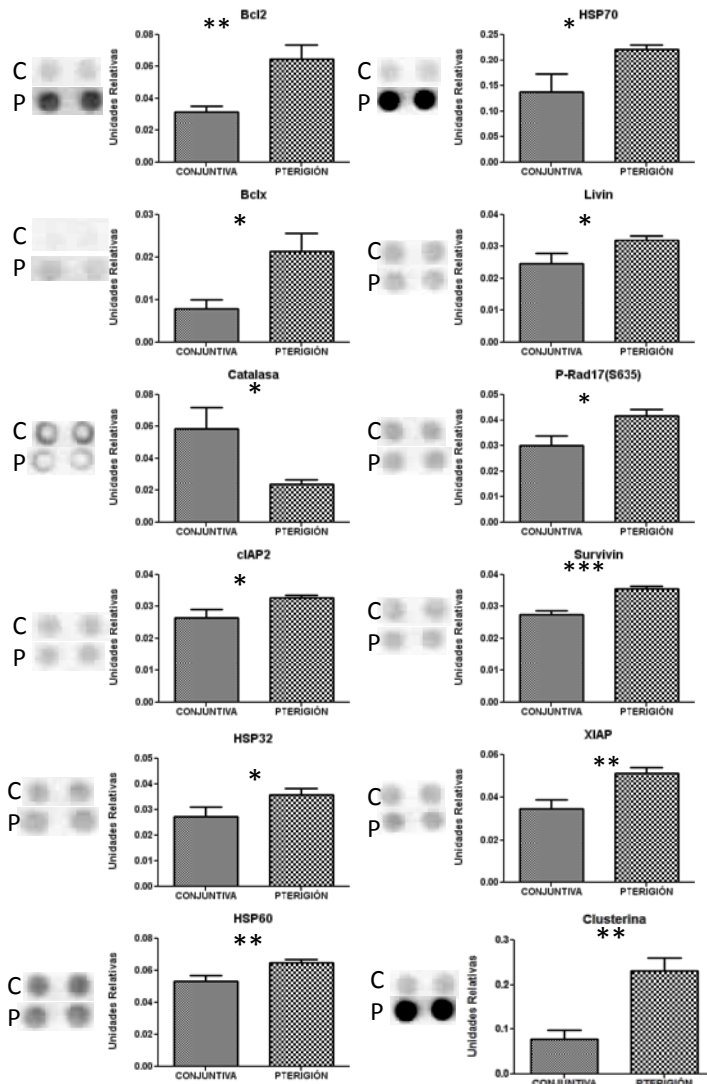 Bcl2
**
C
P
Unidades Relativas
0.08
0.06
0.04
0.02
0.00
CONJUNTIVA PTERIGIÓN
HSP70
*
C
P
Unidades Relativas
0.25
0.20
0.15
0.10
0.05
0.00
CONJUNTIVA PTERIGIÓN
Bclx
*
C
P
Unidades Relativas
0.03
0.02
0.01
0.00
CONJUNTIVA PTERIGIÓN
Livin
*
C
P
Unidades Relativas
0.04
0.03
0.02
0.01
0.00
CONJUNTIVA PTERIGIÓN
Catalasa
*
C
P
Unidades Relativas
0.08
0.06
0.04
0.02
0.00
CONJUNTIVA PTERIGIÓN
P-Rad17(S635)
*
C
P
Unidades Relativas
0.05
0.04
0.03
0.02
0.01
0.00
CONJUNTIVA PTERIGIÓN
cIAP2
*
C
P
Unidades Relativas
0.04
0.03
0.02
0.01
0.00
CONJUNTIVA PTERIGIÓN
Survivin
***
C
P
Unidades Relativas
0.04
0.03
0.02
0.01
0.00
CONJUNTIVA PTERIGIÓN
HSP32
*
C
P
Unidades Relativas
0.05
0.04
0.03
0.02
0.01
0.00
CONJUNTIVA PTERIGIÓN
XIAP
**
C
P
Unidades Relativas
0.06
0.04
0.02
0.00
CONJUNTIVA PTERIGIÓN
HSP60
**
C
P
Unidades Relativas
0.08
0.06
0.04
0.02
0.00
CONJUNTIVA PTERIGIÓN
Clusterina
**
C
P
Unidades Relativas
0.3
0.2
0.1
0.0
CONJUNTIVA PTERIGIÓN